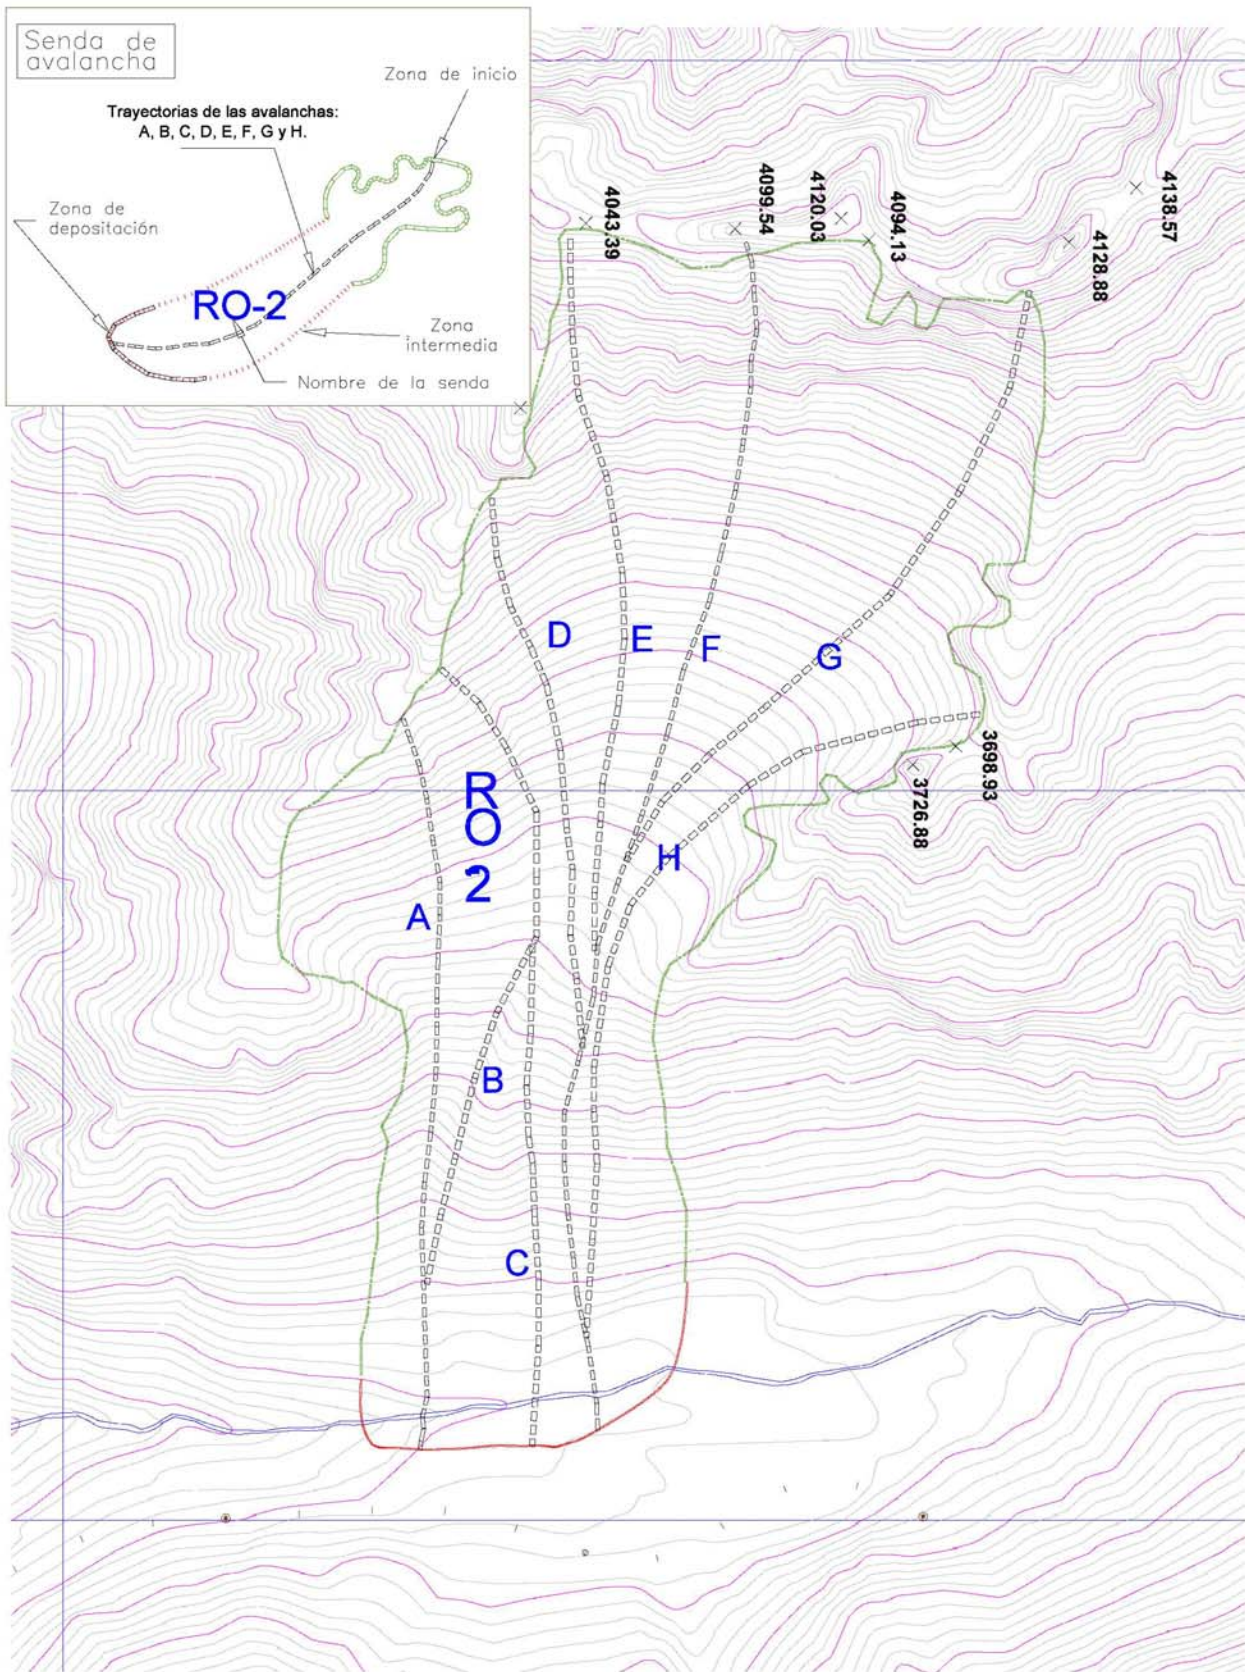 Senda de
avalancha
Zona de inicio
Trayectorias de las avalanchas:
A, B, C, D, E, F, G y H.
Zona de
depositación
RO-2
Zona
intermedia
Nombre de la senda
4043.39
4099.54
4120.03
4094.13
4138.57
4128.88
D
E
F
G
3698.93
3726.88
RO-2
H
A
B
C